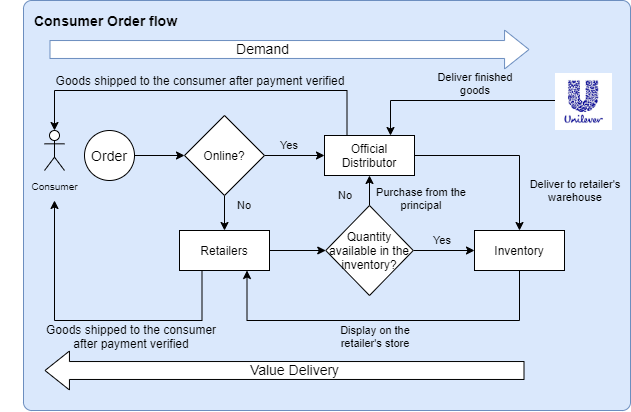 Consumer Order flow
Demand
Goods shipped to the consumer after payment verified
Deliver finished
goods
Unilever
Order
Online?
Yes
Official
Distributor
Consumer
No
No
Purchase from the
principal
Deliver to retailer's
warehouse
Retailers
Quantity
available in the
inventory?
Yes
Inventory
Goods shipped to the consumer
after payment verified
Display on the
retailer's store
Value Delivery